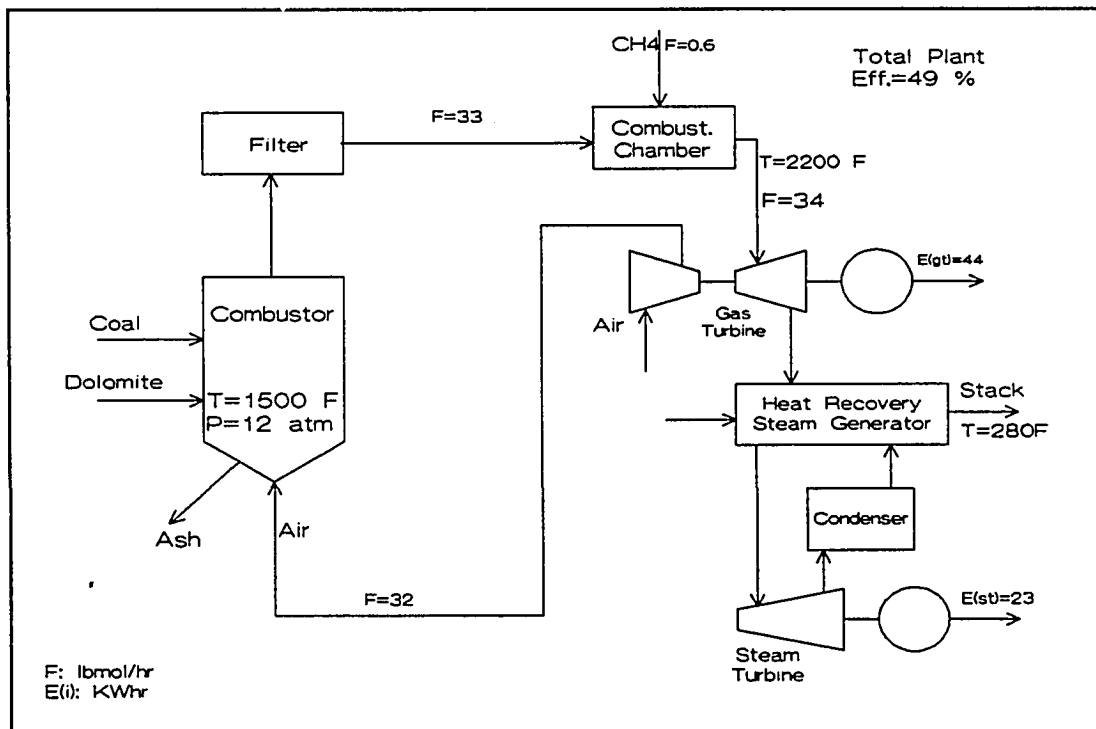 CH4 F=0.6
Total Plant
Eff.=49 %
F=33
Filter
Combust.
Chamber
T=2200 F
F=34
E(gt)=44
Combustor
Coal
Air
Gas
Turbine
Dolomite
T=1500 F
P=12 atm
Heat Recovery
Steam Generator
Stack
T=280F
Ash
Air
Condenser
F=32
E(st)=23
Steam
Turbine
F: lbmol/hr
E(i): KWhr